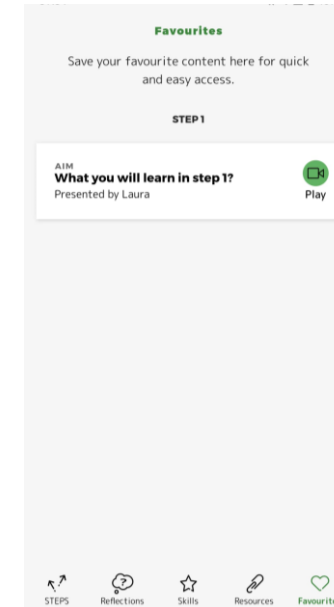 Favourites
Save your favourite content here for quick
and easy access.
STEP 1
AIM
What you will learn in step 1?
Presented by Laura
Play
STEPS
Reflections
Skills
Resources
Favourit